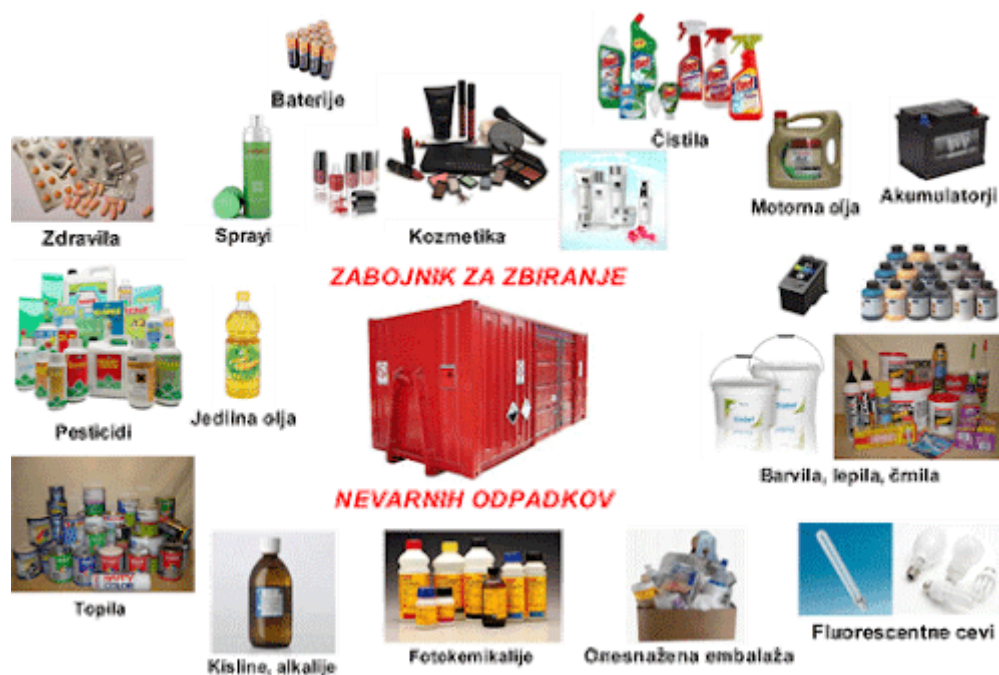 Baterije
Čistila
Zdravila
Sprayi
Kozmetika
Motorna olja
Akumulatorji
ZABOJNIK ZA ZBIRANJE
Pesticidi
Jedilna olja
Barvila, lepila, črnila
NEVARNIH ODPADKOV
Topila
Kisline, alkalije
Fotokemikalije
Onesnažena embalaža
Fluorescentne cevi